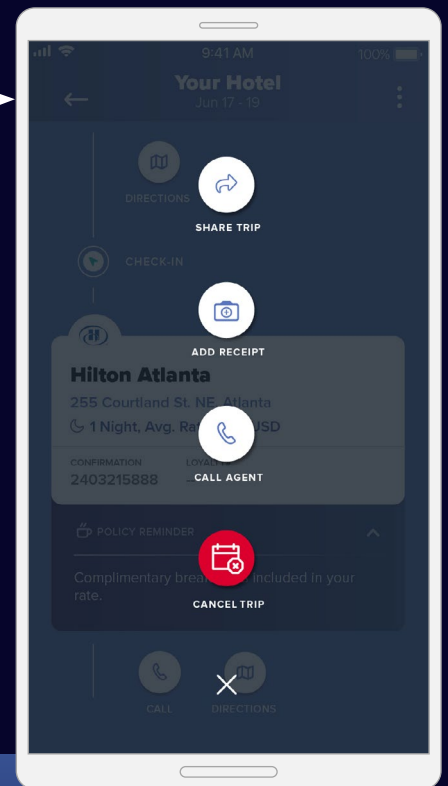 9:41 AM
100%
Your Hotel
Jun 17 - 19
DIRECTIONS
SHARE TRIP
CHECK-IN
ADD RECEIPT
Hilton Atlanta
255 Courtland St. NE, Atlanta
1 Night, Avg. USD
CONFIRMATION
2403215888
CALL AGENT
POLICY REMINDER
Complimentary included in your
rate.
CANCEL TRIP
CALL
DIRECTIONS